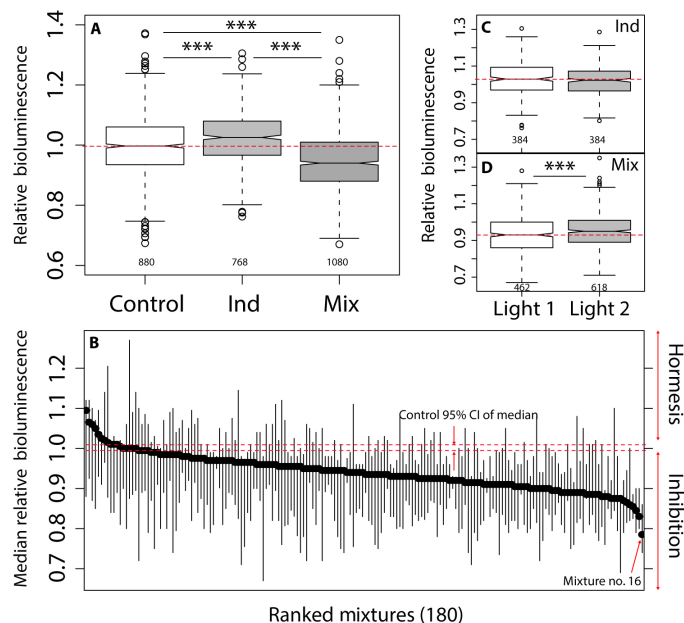 A
Relative bioluminescence
0.6 0.8 1.0 1.2 1.4
***
*** ***
880 768 1080
Control Ind Mix
C Ind
Relative bioluminescence
0.7 0.9 1.1 1.3
384 384
D Mix
***
0.7 0.9 1.1 1.3
462 618
Light 1 Light 2
B
Median relative bioluminescence
0.7 0.8 0.9 1.0 1.1 1.2
Control 95% CI of median
Mixture no. 16
Hormesis
Inhibition
Ranked mixtures (180)